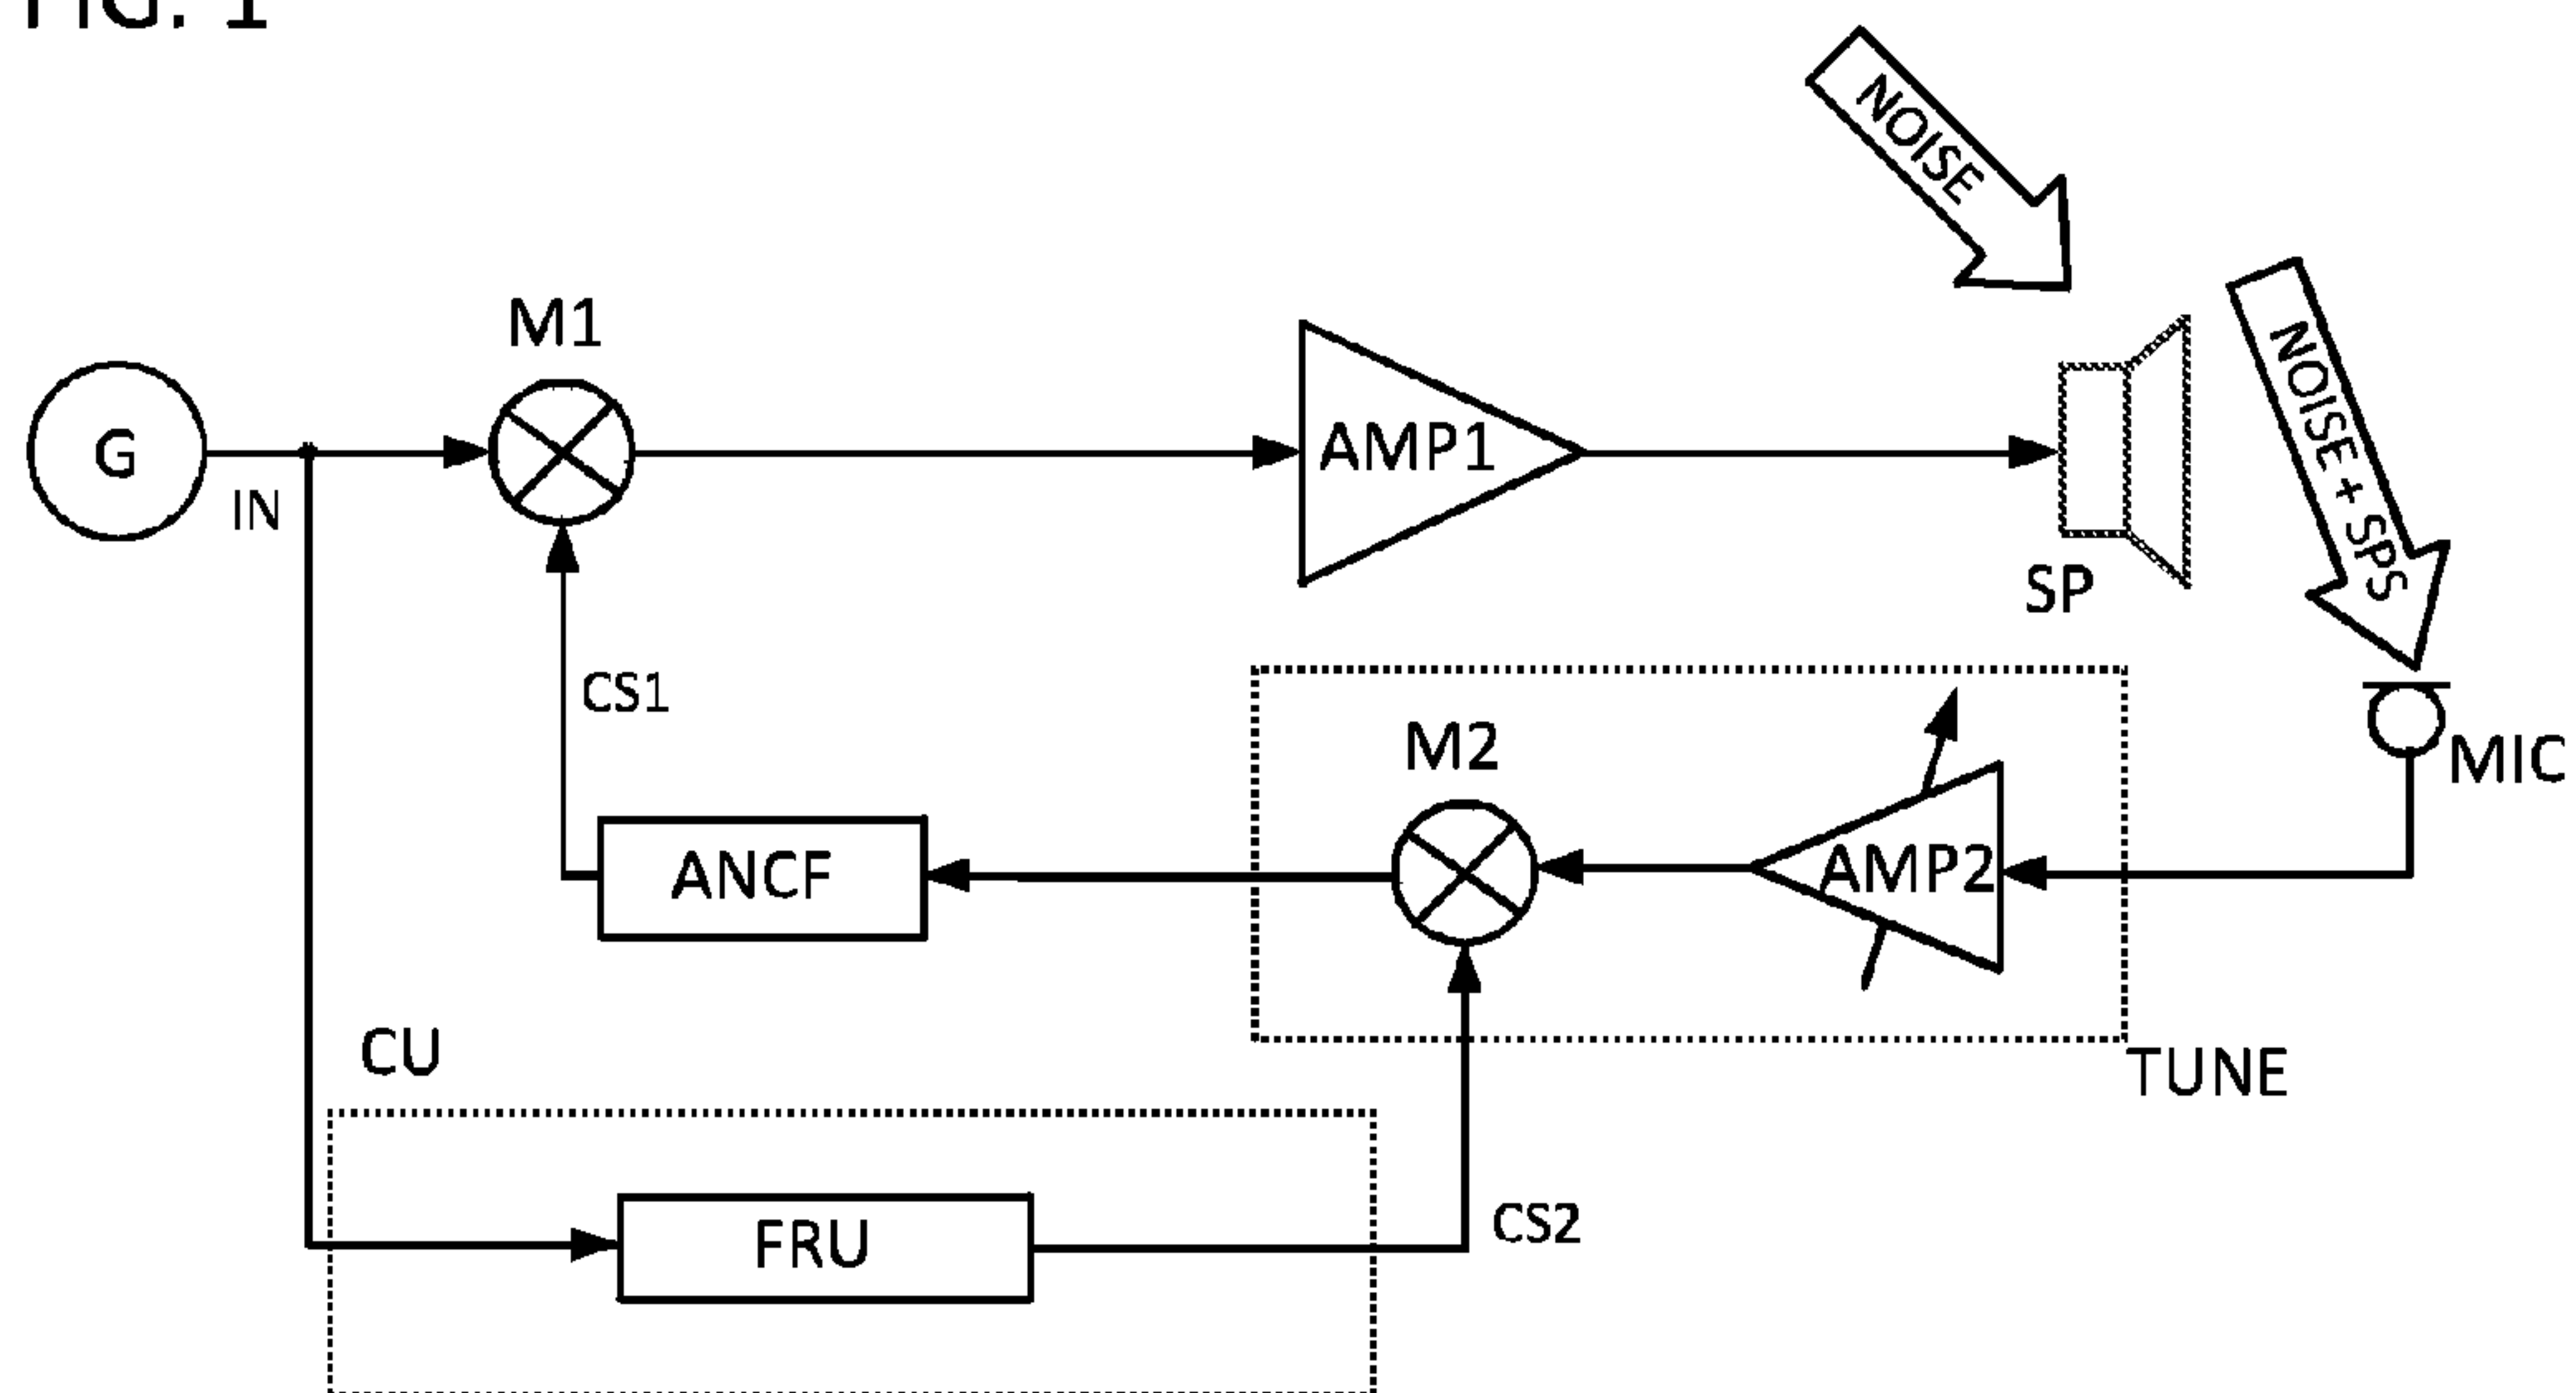 FIG. 1
NOISE
M1
G
AMP1
NOISE + SPS
IN
SP
CS1
M2
MIC
ANCF
AMP2
CU
TUNE
FRU
CS2